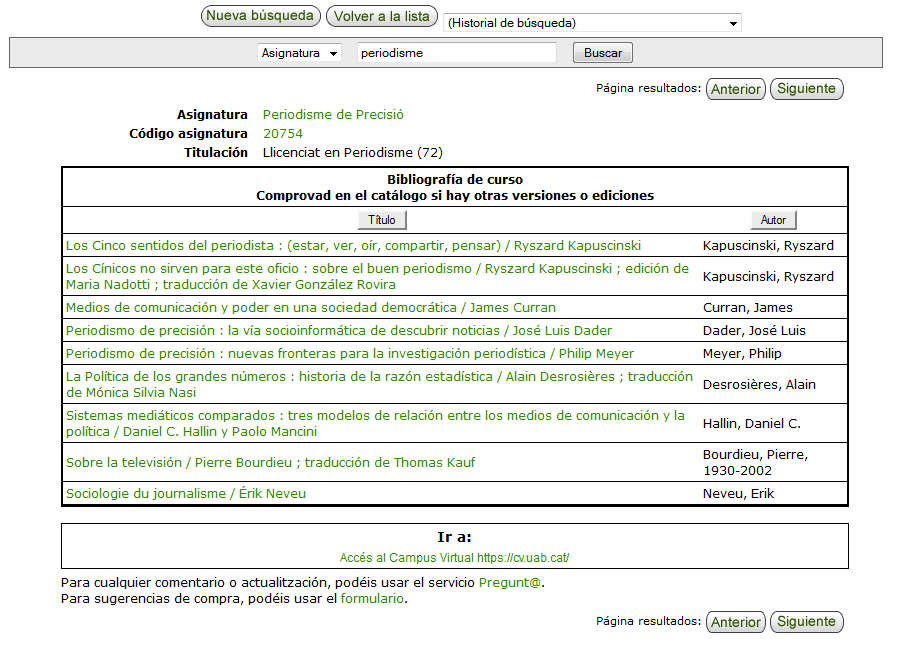 Nueva búsqueda Volver a la lista (Historial de búsqueda)
Asignatura periodisme Buscar
Página resultados: Anterior Siguiente
Asignatura Periodisme de Precisió
Código asignatura 20754
Titulación Llicenciat en Periodisme (72)
Bibliografía de curso
Comprovad en el catálogo si hay otras versiones o ediciones
Título Autor
Los Cinco sentidos del periodista : (estar, ver, oír, compartir, pensar) / Ryszard Kapuscinski Kapuscinski, Ryszard
Los Cínicos no sirven para este oficio : sobre el buen periodismo / Ryszard Kapuscinski ; edición de
Maria Nadotti ; traducción de Xavier González Rovira Kapuscinski, Ryszard
Medios de comunicación y poder en una sociedad democrática / James Curran Curran, James
Periodismo de precisión : la vía socioinformática de descubrir noticias / José Luis Dader Dader, José Luis
Periodismo de precisión : nuevas fronteras para la investigación periodística / Philip Meyer Meyer, Philip
La Política de los grandes números : historia de la razón estadística / Alain Desrosières ; traducción
de Mónica Silvia Nasi Desrosières, Alain
Sistemas mediáticos comparados : tres modelos de relación entre los medios de comunicación y la
política / Daniel C. Hallin y Paolo Mancini Hallin, Daniel C.
Sobre la televisión / Pierre Bourdieu ; traducción de Thomas Kauf Bourdieu, Pierre,
1930-2002
Sociologie du journalisme / Érik Neveu Neveu, Erik
Ir a:
Accés al Campus Virtual https://cv.uab.cat/
Para cualquier comentario o actualitzación, podéis usar el servicio Pregunt@.
Para sugerencias de compra, podéis usar el formulario.
Página resultados: Anterior Siguiente